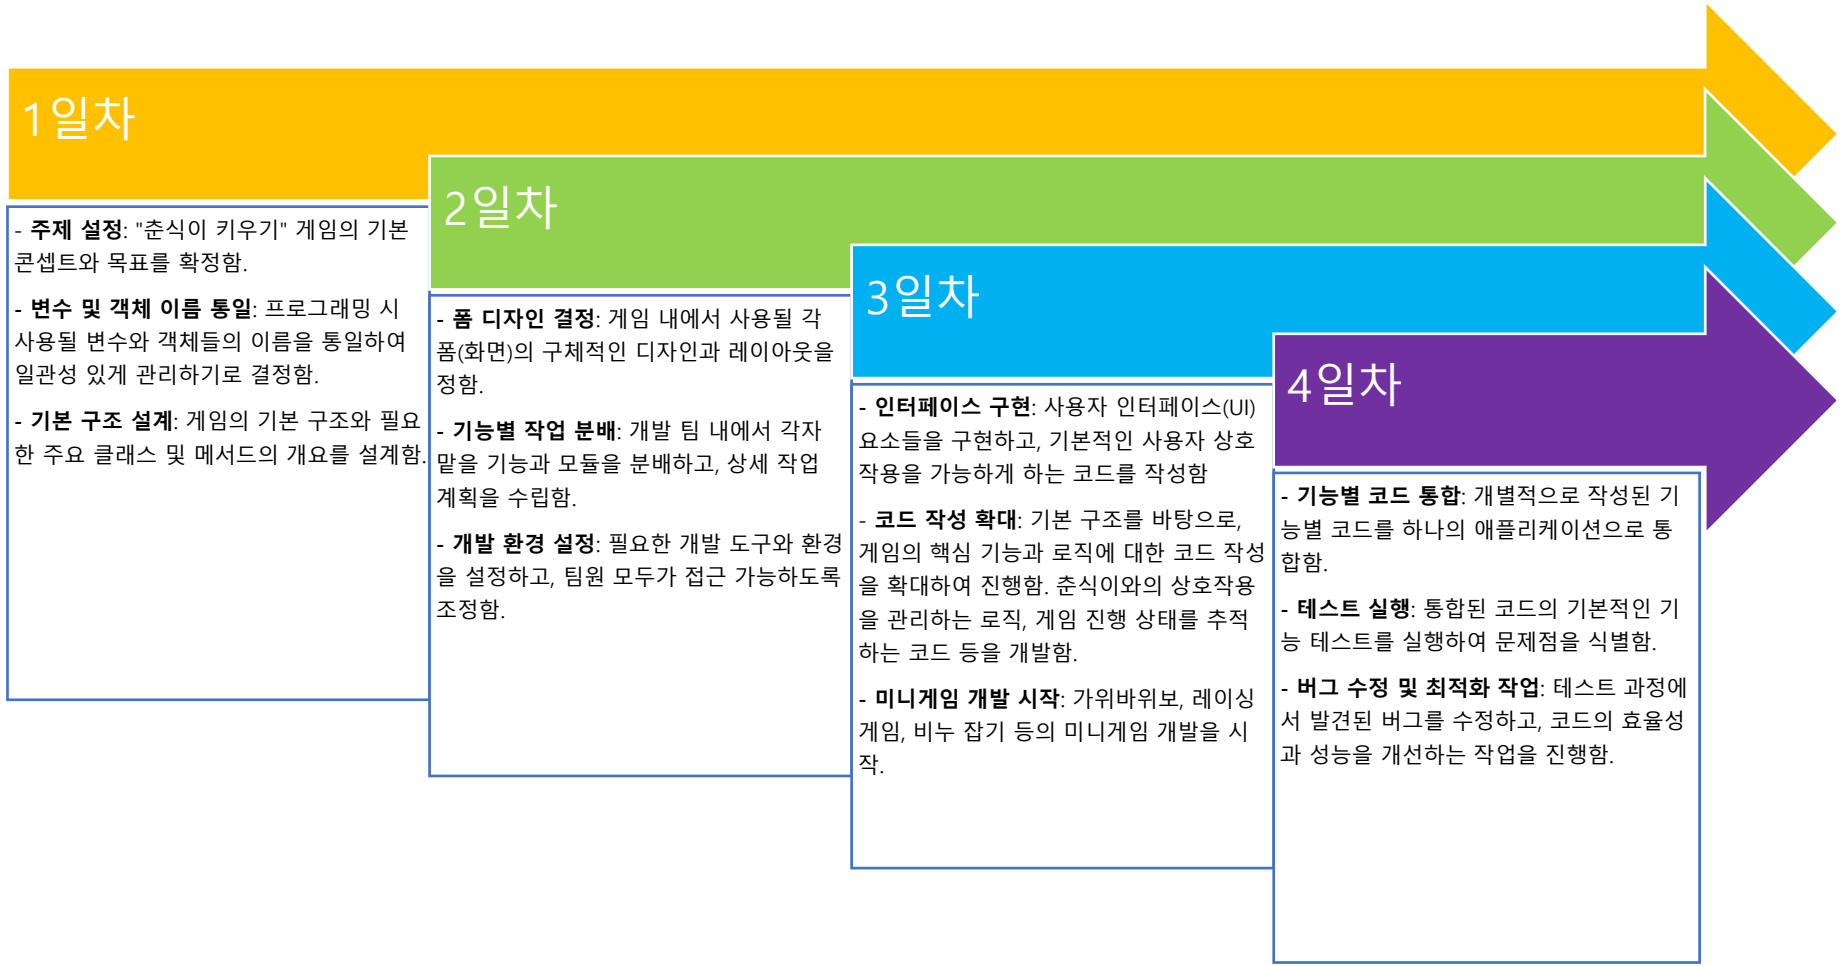 1일차
- 주제 설정: "춘식이 키우기" 게임의 기본
콘셉트와 목표를 확정함.
- 변수 및 객체 이름 통일: 프로그래밍 시
사용될 변수와 객체들의 이름을 통일하여
일관성 있게 관리하기로 결정함.
- 기본 구조 설계: 게임의 기본 구조와 필요
한 주요 클래스 및 메서드의 개요를 설계함.
2일차
- 폼 디자인 결정: 게임 내에서 사용될 각
폼(화면)의 구체적인 디자인과 레이아웃을
정함.
- 기능별 작업 분배: 개발 팀 내에서 각자
맡을 기능과 모듈을 분배하고, 상세 작업
계획을 수립함.
- 개발 환경 설정: 필요한 개발 도구와 환경
을 설정하고, 팀원 모두가 접근 가능하도록
조정함.
3일차
- 인터페이스 구현: 사용자 인터페이스(UI)
요소들을 구현하고, 기본적인 사용자 상호
작용을 가능하게 하는 코드를 작성함
- 코드 작성 확대: 기본 구조를 바탕으로,
게임의 핵심 기능과 로직에 대한 코드 작성
을 확대하여 진행함. 춘식이와의 상호작용
을 관리하는 로직, 게임 진행 상태를 추적
하는 코드 등을 개발함.
- 미니게임 개발 시작: 가위바위보, 레이싱
게임, 비누 잡기 등의 미니게임 개발을 시
작.
4일차
- 기능별 코드 통합: 개별적으로 작성된 기
능별 코드를 하나의 애플리케이션으로 통
합함.
- 테스트 실행: 통합된 코드의 기본적인 기
능 테스트를 실행하여 문제점을 식별함.
- 버그 수정 및 최적화 작업: 테스트 과정에
서 발견된 버그를 수정하고, 코드의 효율성
과 성능을 개선하는 작업을 진행함.